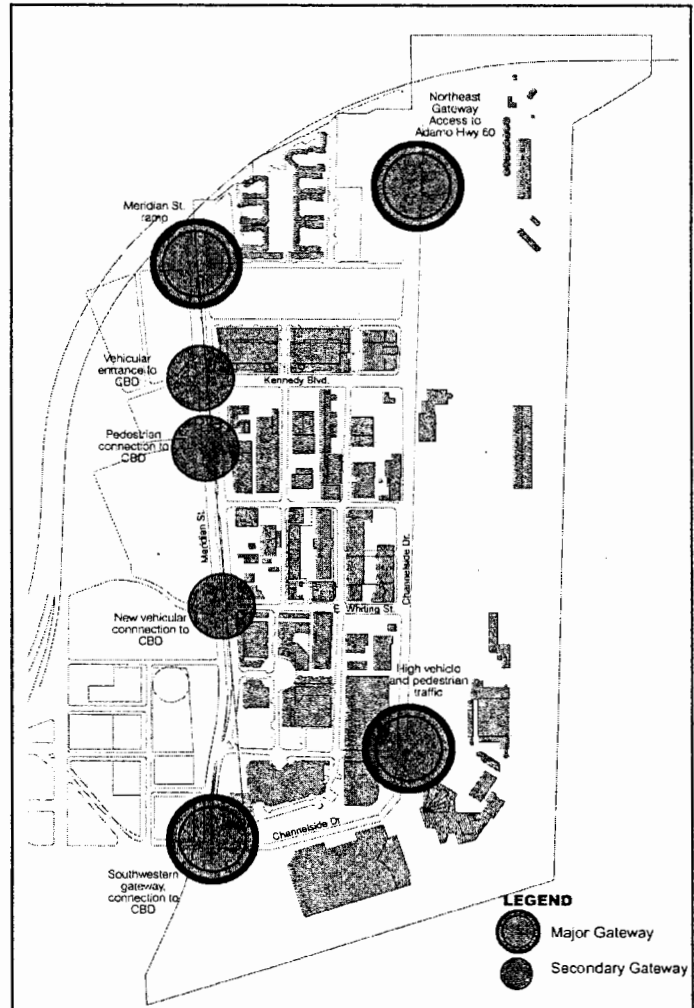 Northeast
Gateway
Access to
Adamo Hwy 60
Meridian St.
ramp
Vehicular
entrance to
CBD
Kennedy Blvd.
Pedestrian
connection to
CBD
Meridian St.
Channelside Dr.
E. Whiting St.
New vehicular
connnection to
CBD
High vehicle
and pedestrian
traffic
Channelside Dr.
Southwestern
gateway,
connection to
CBD
LEGEND
Major Gateway
Secondary Gateway